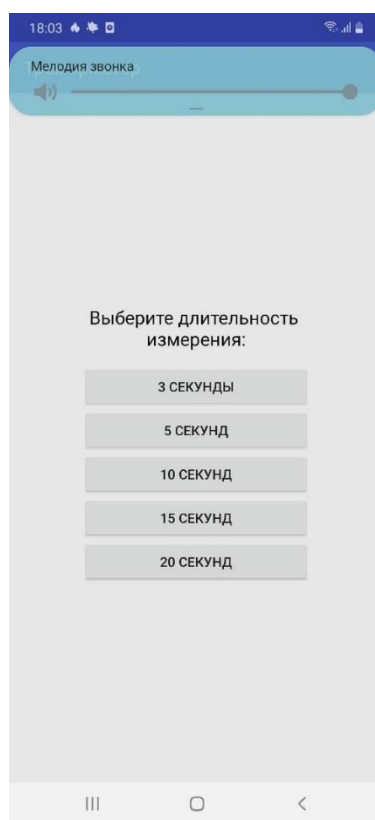 18:03
Мелодия звонка
Выберите длительность
измерения:
3 СЕКУНДЫ
5 СЕКУНД
10 СЕКУНД
15 СЕКУНД
20 СЕКУНД